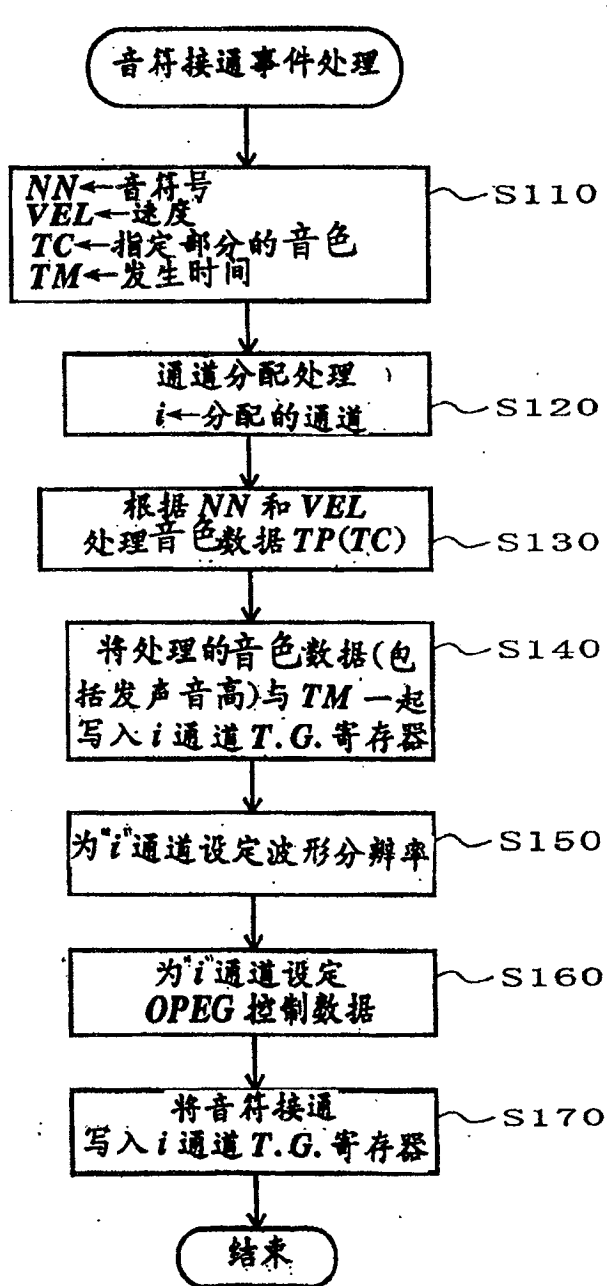 音符接通事件处理
NN←音符号
VEL←速度
TC←指定部分的音色
TM←发生时间
S110
通道分配处理
i←分配的通道
S120
根据NN和VEL
处理音色数据TP(TC)
S130
将处理的音色数据(包
括发声音高)与TM一起
写入i通道T.G.寄存器
S140
为"i"通道设定波形分辨率
S150
为"i"通道设定
OPEG控制数据
S160
将音符接通
写入i通道T.G.寄存器
S170
结束